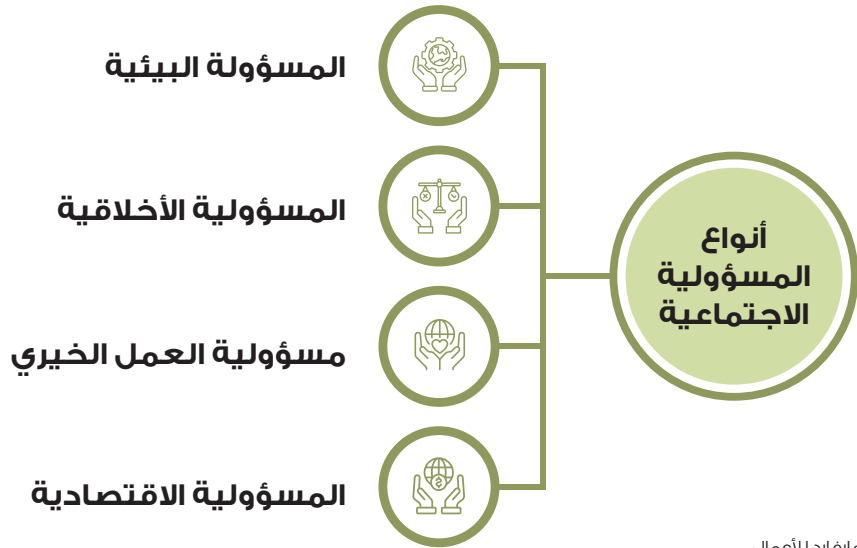 أنواع
المسؤولية
الاجتماعية
المسؤولة البيئية
المسؤولية الأخلاقية
مسؤولية العمل الخيري
المسؤولية الاقتصادية